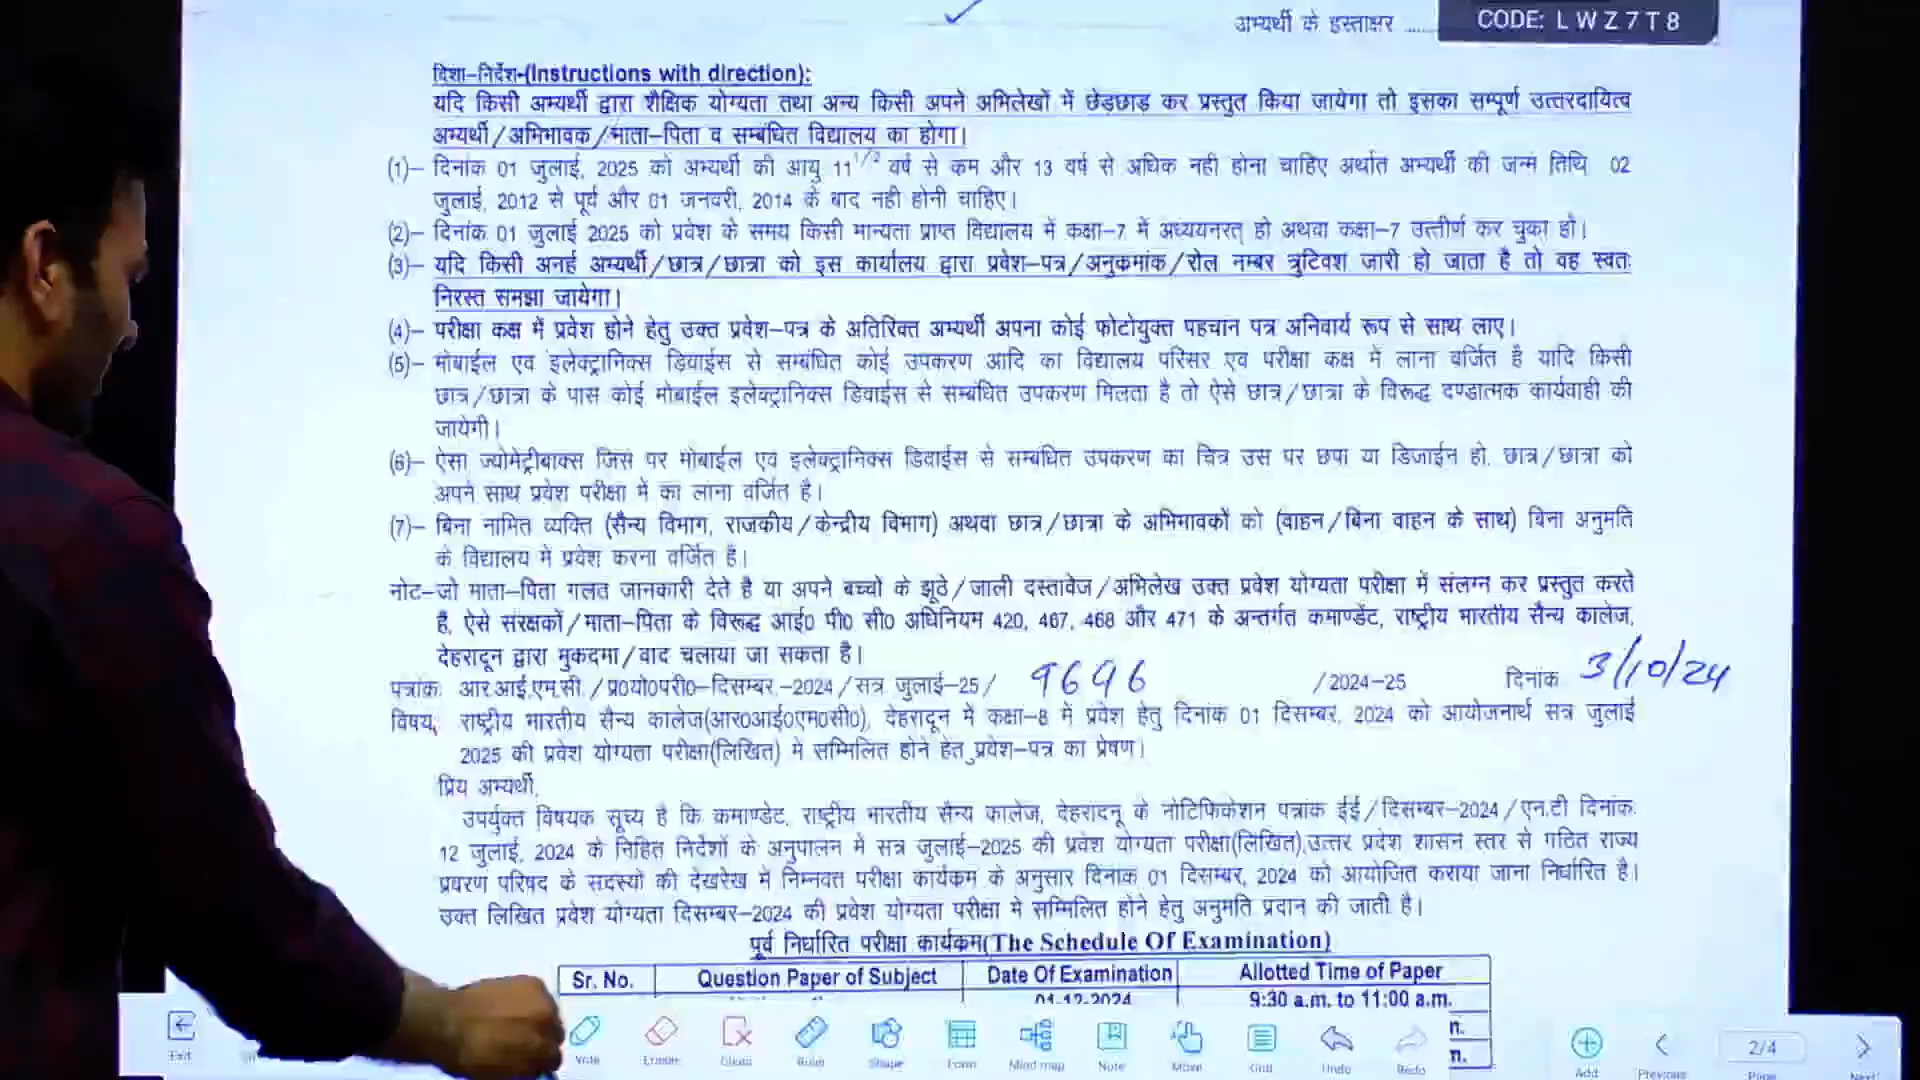 अभ्यर्थी के हस्ताक्षर ......
CODE: L W Z 7 T 8
दिशा–निर्देश-(Instructions with direction):
यदि किसी अभ्यर्थी द्वारा शैक्षिक योग्यता तथा अन्य किसी अपने अभिलेखों में छेड़छाड़ कर प्रस्तुत किया जायेगा तो इसका सम्पूर्ण उत्तरदायित्व
अभ्यर्थी/अभिभावक/माता–पिता व सम्बंधित विद्यालय का होगा।
(1)– दिनांक 01 जुलाई, 2025 को अभ्यर्थी की आयु 11 1/2 वर्ष से कम और 13 वर्ष से अधिक नही होना चाहिए अर्थात अभ्यर्थी की जन्म तिथि 02
जुलाई, 2012 से पूर्व और 01 जनवरी, 2014 के बाद नही होनी चाहिए।
(2)– दिनांक 01 जुलाई 2025 को प्रवेश के समय किसी मान्यता प्राप्त विद्यालय में कक्षा–7 में अध्ययनरत् हो अथवा कक्षा–7 उत्तीर्ण कर चुका हो।
(3)– यदि किसी अनर्ह अभ्यर्थी/छात्र/छात्रा को इस कार्यालय द्वारा प्रवेश–पत्र/अनुकमांक/रोल नम्बर त्रुटिवश जारी हो जाता है तो वह स्वतः
निरस्त समझा जायेगा।
(4)– परीक्षा कक्ष में प्रवेश होने हेतु उक्त प्रवेश–पत्र के अतिरिक्त अभ्यर्थी अपना कोई फोटोयुक्त पहचान पत्र अनिवार्य रूप से साथ लाए।
(5)– मोबाईल एव इलेक्ट्रानिक्स डिवाईस से सम्बंधित कोई उपकरण आदि का विद्यालय परिसर एव परीक्षा कक्ष में लाना वर्जित है यादि किसी
छात्र/छात्रा के पास कोई मोबाईल इलेक्ट्रानिक्स डिवाईस से सम्बंधित उपकरण मिलता है तो ऐसे छात्र/छात्रा के विरूद्ध दण्डात्मक कार्यवाही की
जायेगी।
(6)– ऐसा ज्योमेट्रीबाक्स जिस पर मोबाईल एव इलेक्ट्रानिक्स डिवाईस से सम्बंधित उपकरण का चित्र उस पर छपा या डिजाईन हो, छात्र/छात्रा को
अपने साथ प्रवेश परीक्षा में का लाना वर्जित है।
(7)– बिना नामित व्यक्ति (सैन्य विभाग, राजकीय/केन्द्रीय विभाग) अथवा छात्र/छात्रा के अभिभावकों को (वाहन/बिना वाहन के साथ) बिना अनुमति
के विद्यालय में प्रवेश करना वर्जित है।
नोट–जो माता–पिता गलत जानकारी देते है या अपने बच्चों के झूठे/जाली दस्तावेज/अभिलेख उक्त प्रवेश योग्यता परीक्षा में संलग्न कर प्रस्तुत करते
है, ऐसे संरक्षकों/माता–पिता के विरूद्ध आई0 पी0 सी0 अधिनियम 420, 467, 468 और 471 के अन्तर्गत कमाण्डेंट, राष्ट्रीय भारतीय सैन्य कालेज,
देहरादून द्वारा मुकदमा/वाद चलाया जा सकता है।
पत्रांकः आर.आई.एम.सी./प्र0यो0परी0–दिसम्बर.–2024/सत्र जुलाई–25/ 9696 /2024–25 दिनांक 3/10/24
विषय: राष्ट्रीय भारतीय सैन्य कालेज(आर0आई0एम0सी0), देहरादून में कक्षा–8 में प्रवेश हेतु दिनांक 01 दिसम्बर, 2024 को आयोजनार्थ सत्र जुलाई
2025 की प्रवेश योग्यता परीक्षा(लिखित) मे सम्मिलित होने हेतु प्रवेश–पत्र का प्रेषण।
प्रिय अभ्यर्थी,
उपर्युक्त विषयक सूच्य है कि कमाण्डेट, राष्ट्रीय भारतीय सैन्य कालेज, देहरादनू के नोटिफिकेशन पत्रांक ईई/दिसम्बर–2024/एन.टी दिनांक:
12 जुलाई, 2024 के निहित निर्देशों के अनुपालन में सत्र जुलाई–2025 की प्रवेश योग्यता परीक्षा(लिखित),उत्तर प्रदेश शासन स्तर से गठित राज्य
प्रवरण परिषद के सदस्यों की देखरेख में निम्नवत परीक्षा कार्यकम के अनुसार दिनांक 01 दिसम्बर, 2024 को आयोजित कराया जाना निर्धारित है।
उक्त लिखित प्रवेश योग्यता दिसम्बर–2024 की प्रवेश योग्यता परीक्षा मे सम्मिलित होने हेतु अनुमति प्रदान की जाती है।
पूर्व निर्धारित परीक्षा कार्यकम(The Schedule Of Examination)
Sr. No. Question Paper of Subject Date Of Examination Allotted Time of Paper
01-12-2024 9:30 a.m. to 11:00 a.m.
n.
n.
Exit Vote Eraser Ruler Shape Form Mind map Note Move Grid Undo Redo Add Previous 2/4 Page Next